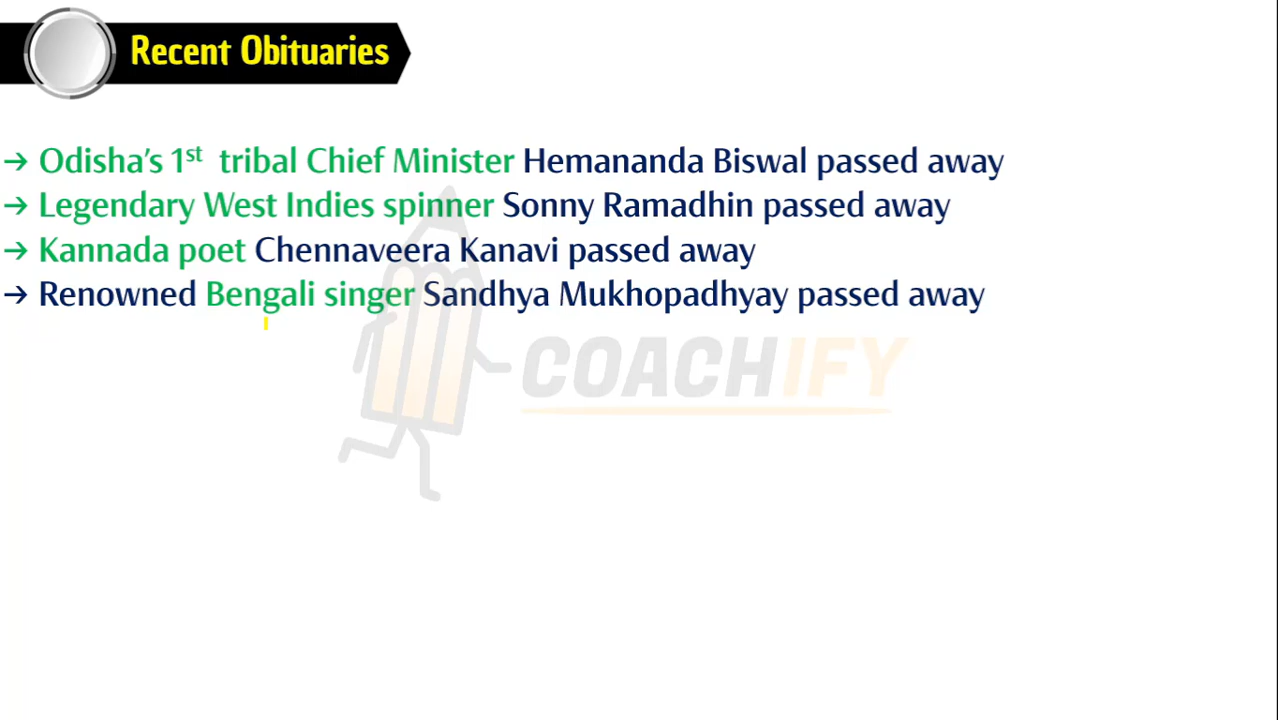 Recent Obituaries
→ Odisha's 1st tribal Chief Minister Hemananda Biswal passed away
→ Legendary West Indies spinner Sonny Ramadhin passed away
→ Kannada poet Chennaveera Kanavi passed away
→ Renowned Bengali singer Sandhya Mukhopadhyay passed away
COACHIFY